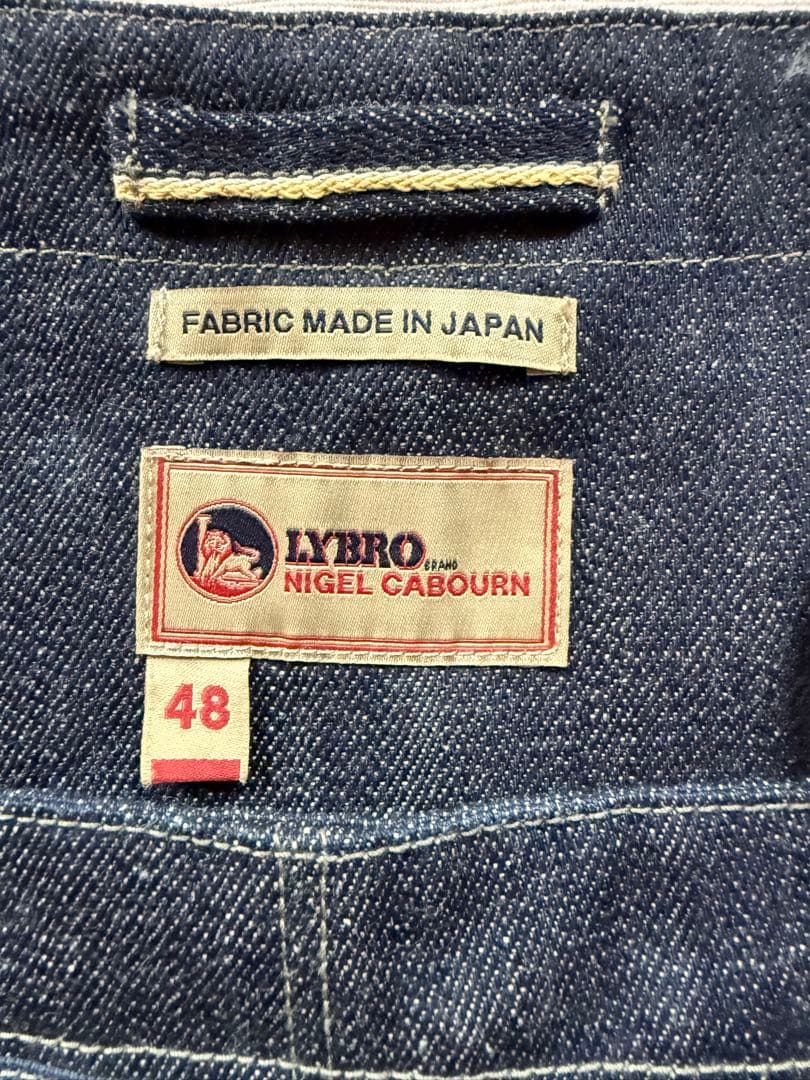 FABRIC MADE IN JAPAN
LYBRO
BRAND
NIGEL CABOURN
48